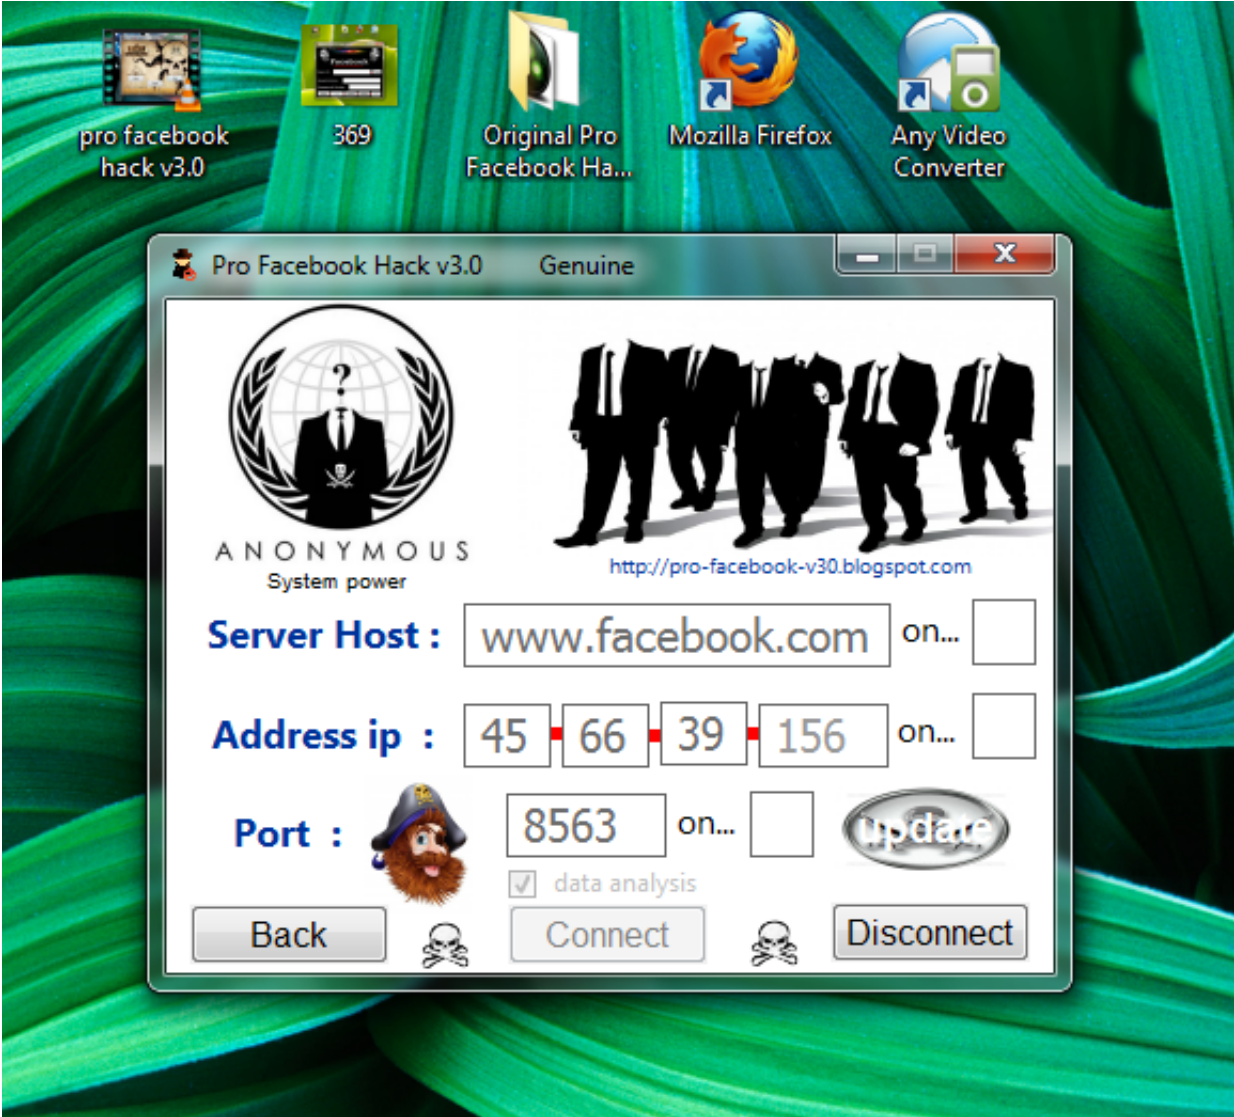 pro facebook
hack v3.0
369
Original Pro
Facebook Ha...
Mozilla Firefox
Any Video
Converter
Pro Facebook Hack v3.0 Genuine
?
ANONYMOUS
System power
http://pro-facebook-v30.blogspot.com
Server Host : www.facebook.com on...
Address ip : 45 66 39 156 on...
Port : 8563 on... update
data analysis
Back Connect Disconnect